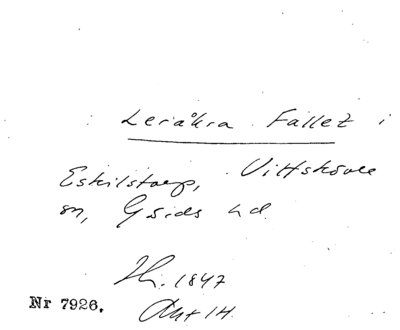 Leråkra Fallet i
Eskilstorp, Vittskövle
sn, Gärds hd.
1847
Nr 7926.